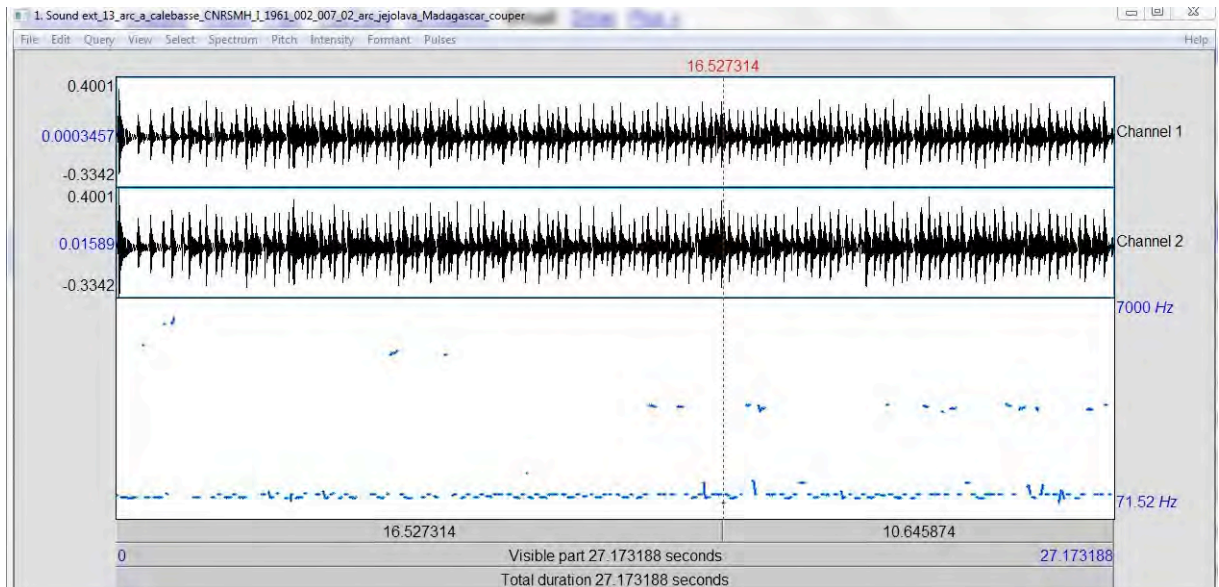 1. Sound ext_13_arc_a_calebasse_CNRSMH_I_1961_002_007_02_arc_jejolava_Madagascar_couper
File Edit Query View Select Spectrum Pitch Intensity Formant Pulses Help
16.527314
0.4001
0.0003457
Channel 1
-0.3342
0.4001
0.01589
Channel 2
-0.3342
7000 Hz
71.52 Hz
16.527314 10.645874
0 Visible part 27.173188 seconds 27.173188
Total duration 27.173188 seconds